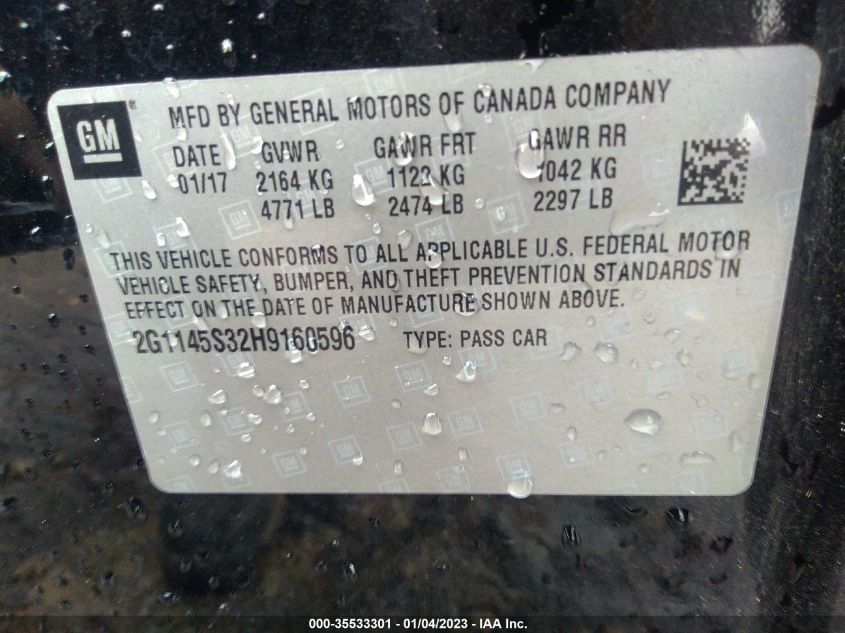 GM
®
MFD BY GENERAL MOTORS OF CANADA COMPANY
DATE GVWR GAWR FRT GAWR RR
01/17 2164 KG 1122 KG 1042 KG
4771 LB 2474 LB 2297 LB
THIS VEHICLE CONFORMS TO ALL APPLICABLE U.S. FEDERAL MOTOR
VEHICLE SAFETY, BUMPER, AND THEFT PREVENTION STANDARDS IN
EFFECT ON THE DATE OF MANUFACTURE SHOWN ABOVE.
2G1145S32H9160596 TYPE: PASS CAR
000-35533301 - 01/04/2023 - IAA Inc.